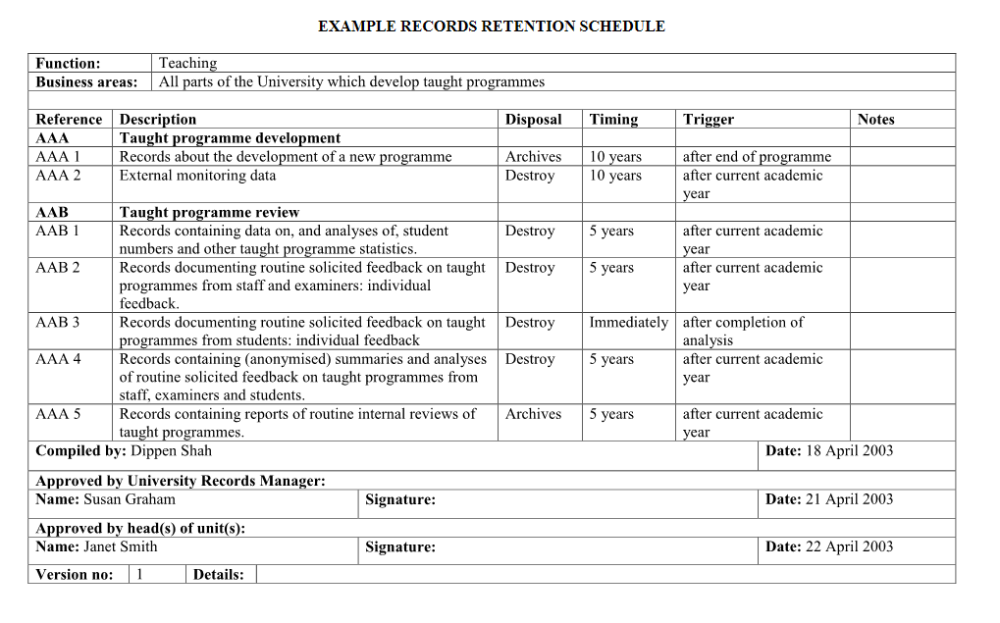 EXAMPLE RECORDS RETENTION SCHEDULE
Function: Teaching
Business areas: All parts of the University which develop taught programmes
Reference Description Disposal Timing Trigger Notes
AAA Taught programme development
AAA 1 Records about the development of a new programme Archives 10 years after end of programme
AAA 2 External monitoring data Destroy 10 years after current academic
year
AAB Taught programme review
AAB 1 Records containing data on, and analyses of, student Destroy 5 years after current academic
numbers and other taught programme statistics. year
AAB 2 Records documenting routine solicited feedback on taught Destroy 5 years after current academic
programmes from staff and examiners: individual year
feedback.
AAB 3 Records documenting routine solicited feedback on taught Destroy Immediately after completion of
programmes from students: individual feedback analysis
AAA 4 Records containing (anonymised) summaries and analyses Destroy 5 years after current academic
of routine solicited feedback on taught programmes from year
staff, examiners and students.
AAA 5 Records containing reports of routine internal reviews of Archives 5 years after current academic
taught programmes. year
Compiled by: Dippen Shah Date: 18 April 2003
Approved by University Records Manager:
Name: Susan Graham Signature: Date: 21 April 2003
Approved by head(s) of unit(s):
Name: Janet Smith Signature: Date: 22 April 2003
Version no: 1 Details: